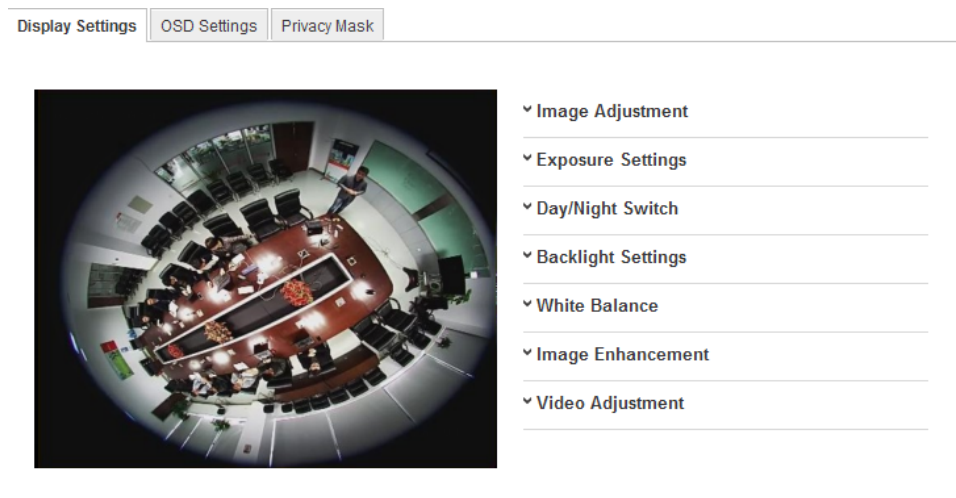 Display Settings
OSD Settings
Privacy Mask
Image Adjustment
Exposure Settings
Day/Night Switch
Backlight Settings
White Balance
Image Enhancement
Video Adjustment